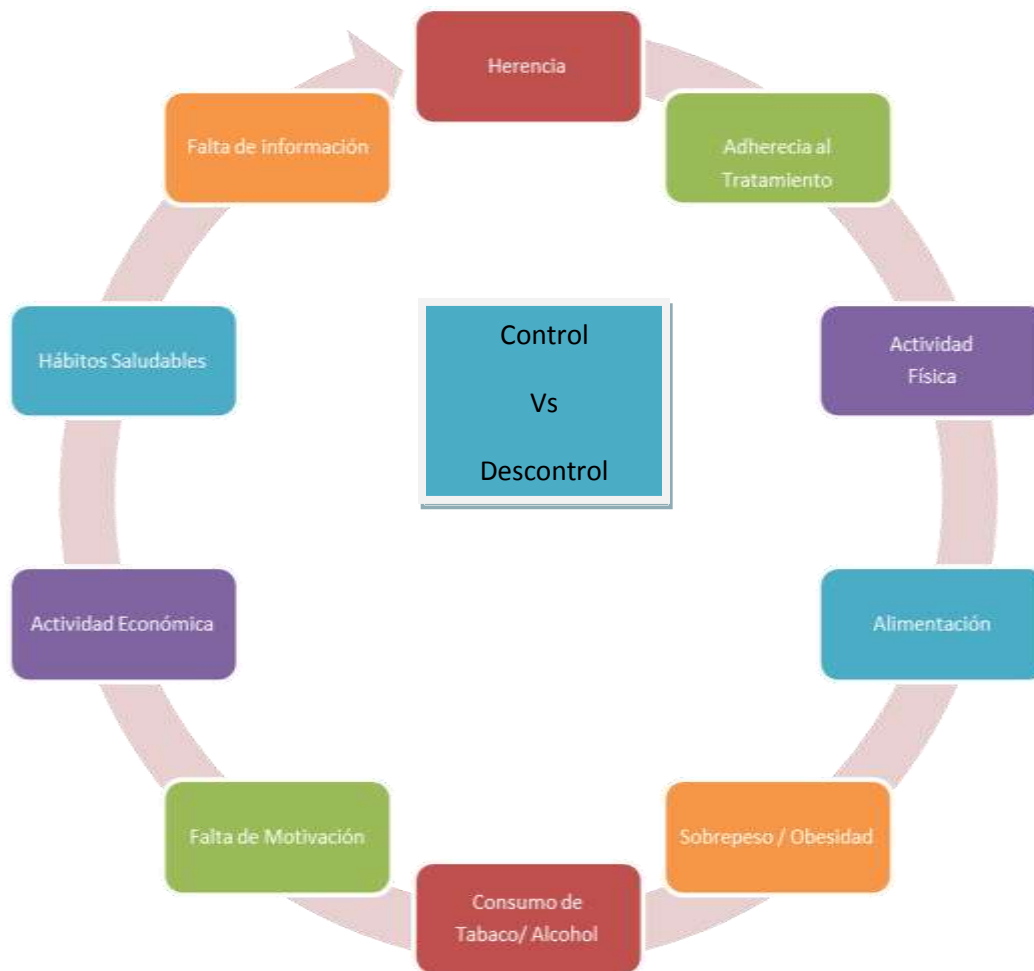 Herencia
Adherecia al
Tratamiento
Actividad
Física
Alimentación
Sobrepeso / Obesidad
Consumo de
Tabaco/ Alcohol
Falta de Motivación
Actividad Económica
Hábitos Saludables
Falta de información
Control
Vs
Descontrol